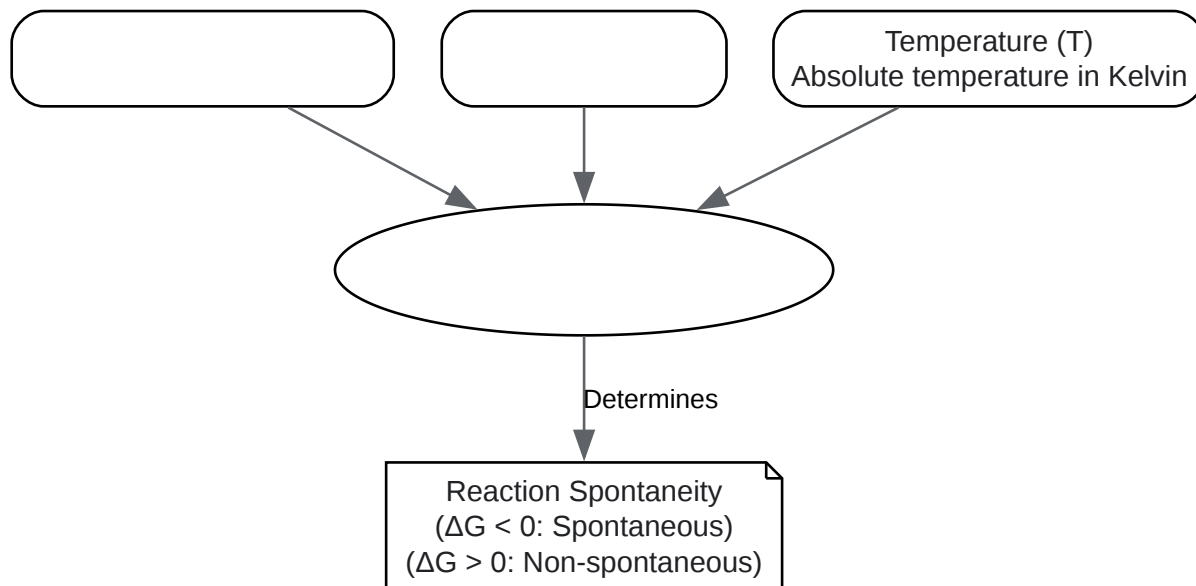 Temperature (T)
Absolute temperature in Kelvin
Determines
Reaction Spontaneity
(ΔG < 0: Spontaneous)
(ΔG > 0: Non-spontaneous)